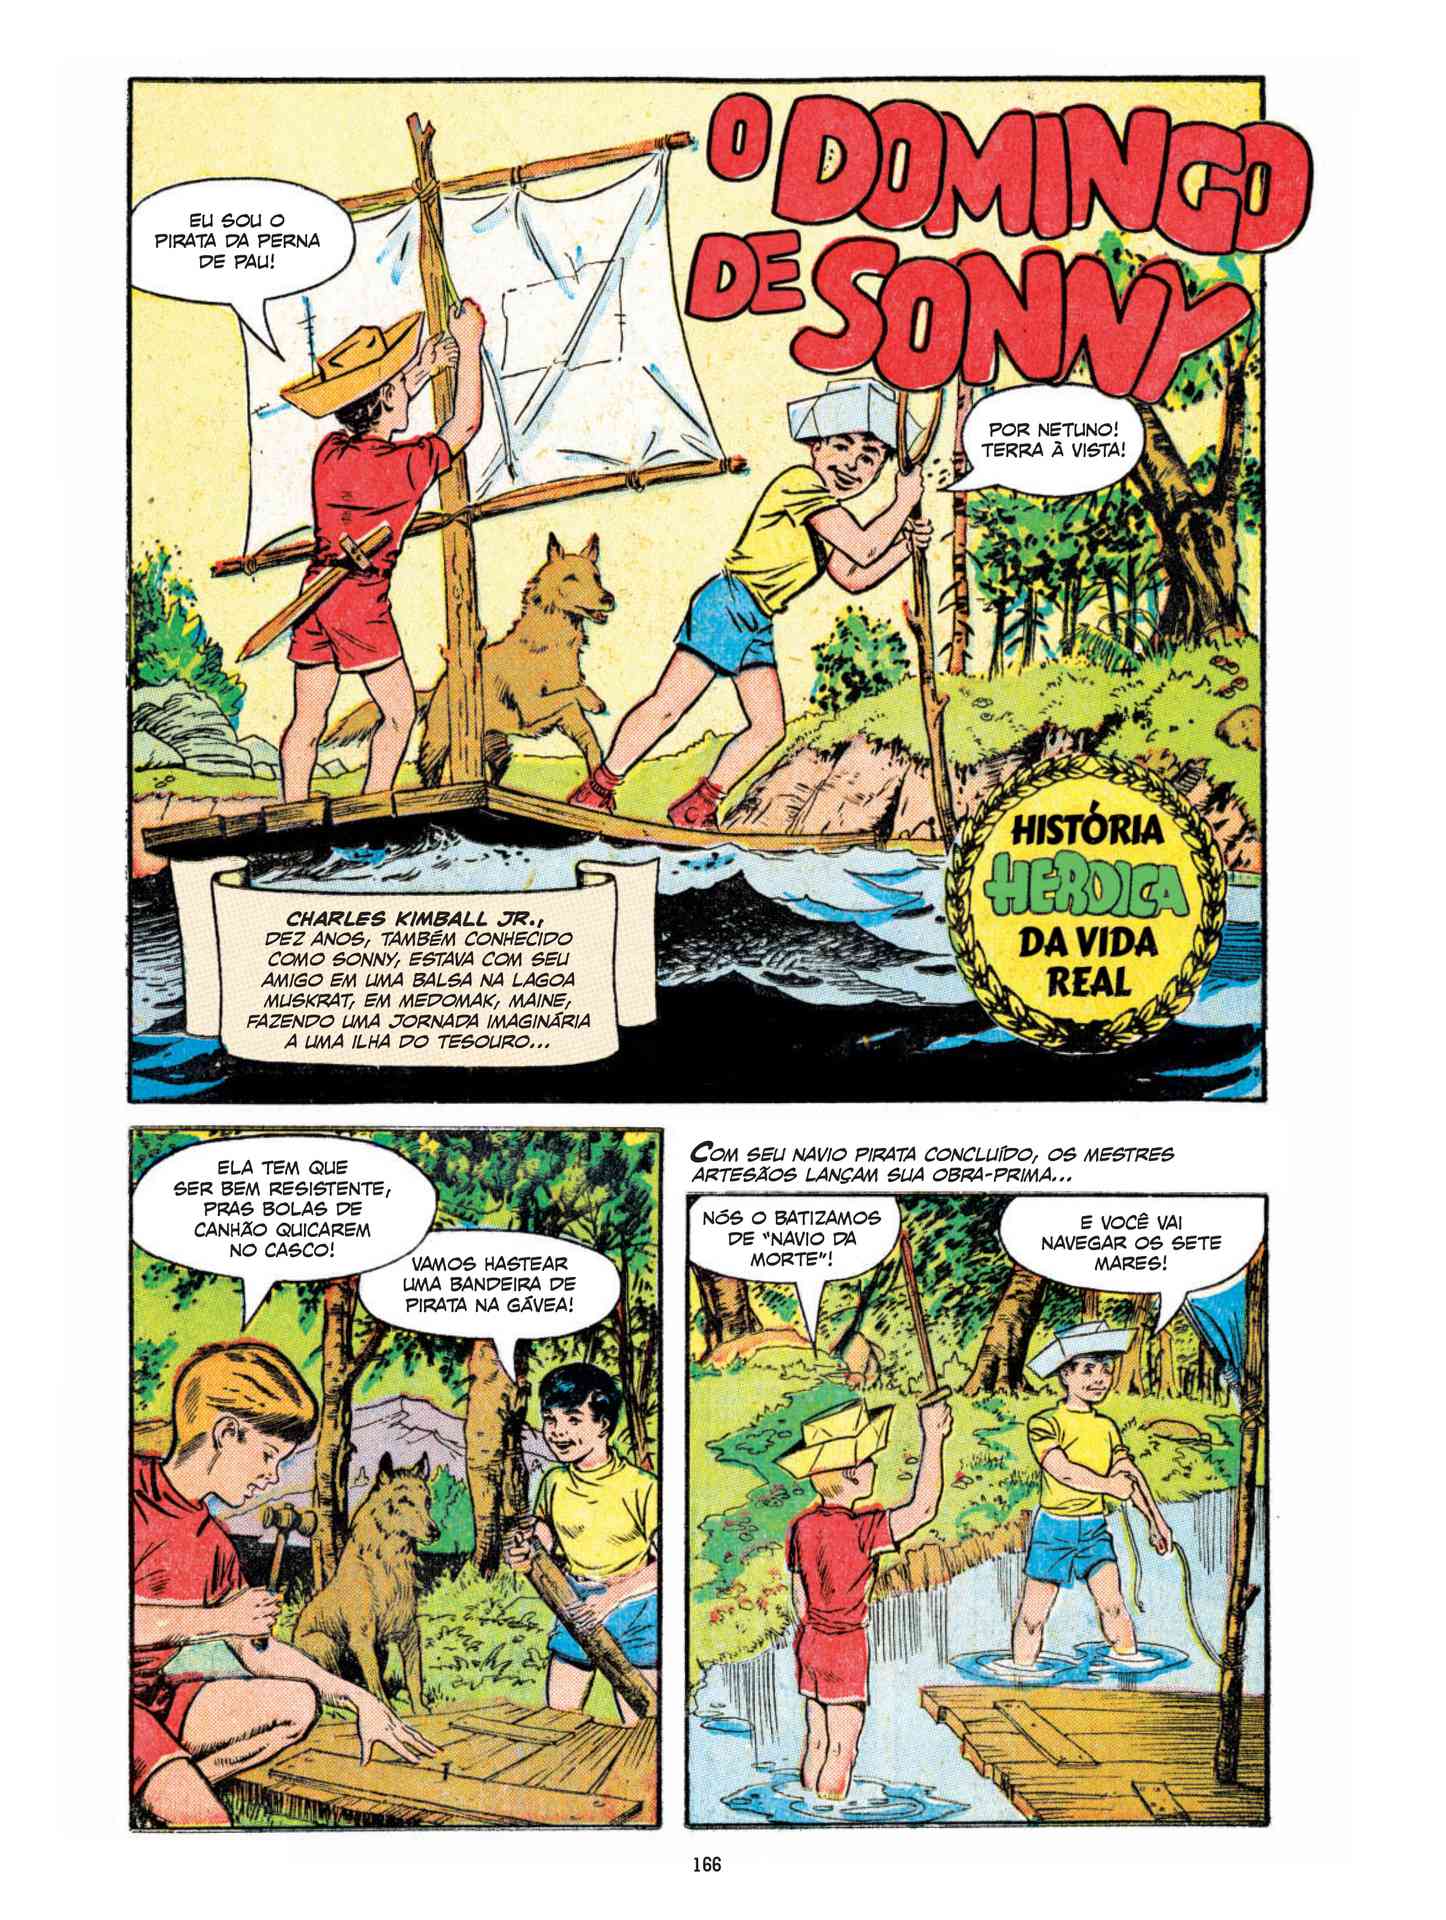 O DOMINGO
DE SONNY
EU SOU O
PIRATA DA PERNA
DE PAU!
POR NETUNO!
TERRA À VISTA!
HISTÓRIA
HEROICA
DA VIDA
REAL
CHARLES KIMBALL JR.,
DEZ ANOS, TAMBÉM CONHECIDO
COMO SONNY, ESTAVA COM SEU
AMIGO EM UMA BALSA NA LAGOA
MUSKRAT, EM MEDOMAK, MAINE,
FAZENDO UMA JORNADA IMAGINÁRIA
A UMA ILHA DO TESOURO...
ELA TEM QUE
SER BEM RESISTENTE,
PRAS BOLAS DE
CANHÃO QUICAREM
NO CASCO!
VAMOS HASTEAR
UMA BANDEIRA DE
PIRATA NA GÁVEA!
COM SEU NAVIO PIRATA CONCLUÍDO, OS MESTRES
ARTESÃOS LANÇAM SUA OBRA-PRIMA...
NÓS O BATIZAMOS
DE “NAVIO DA
MORTE”!
E VOCÊ VAI
NAVEGAR OS SETE
MARES!
166